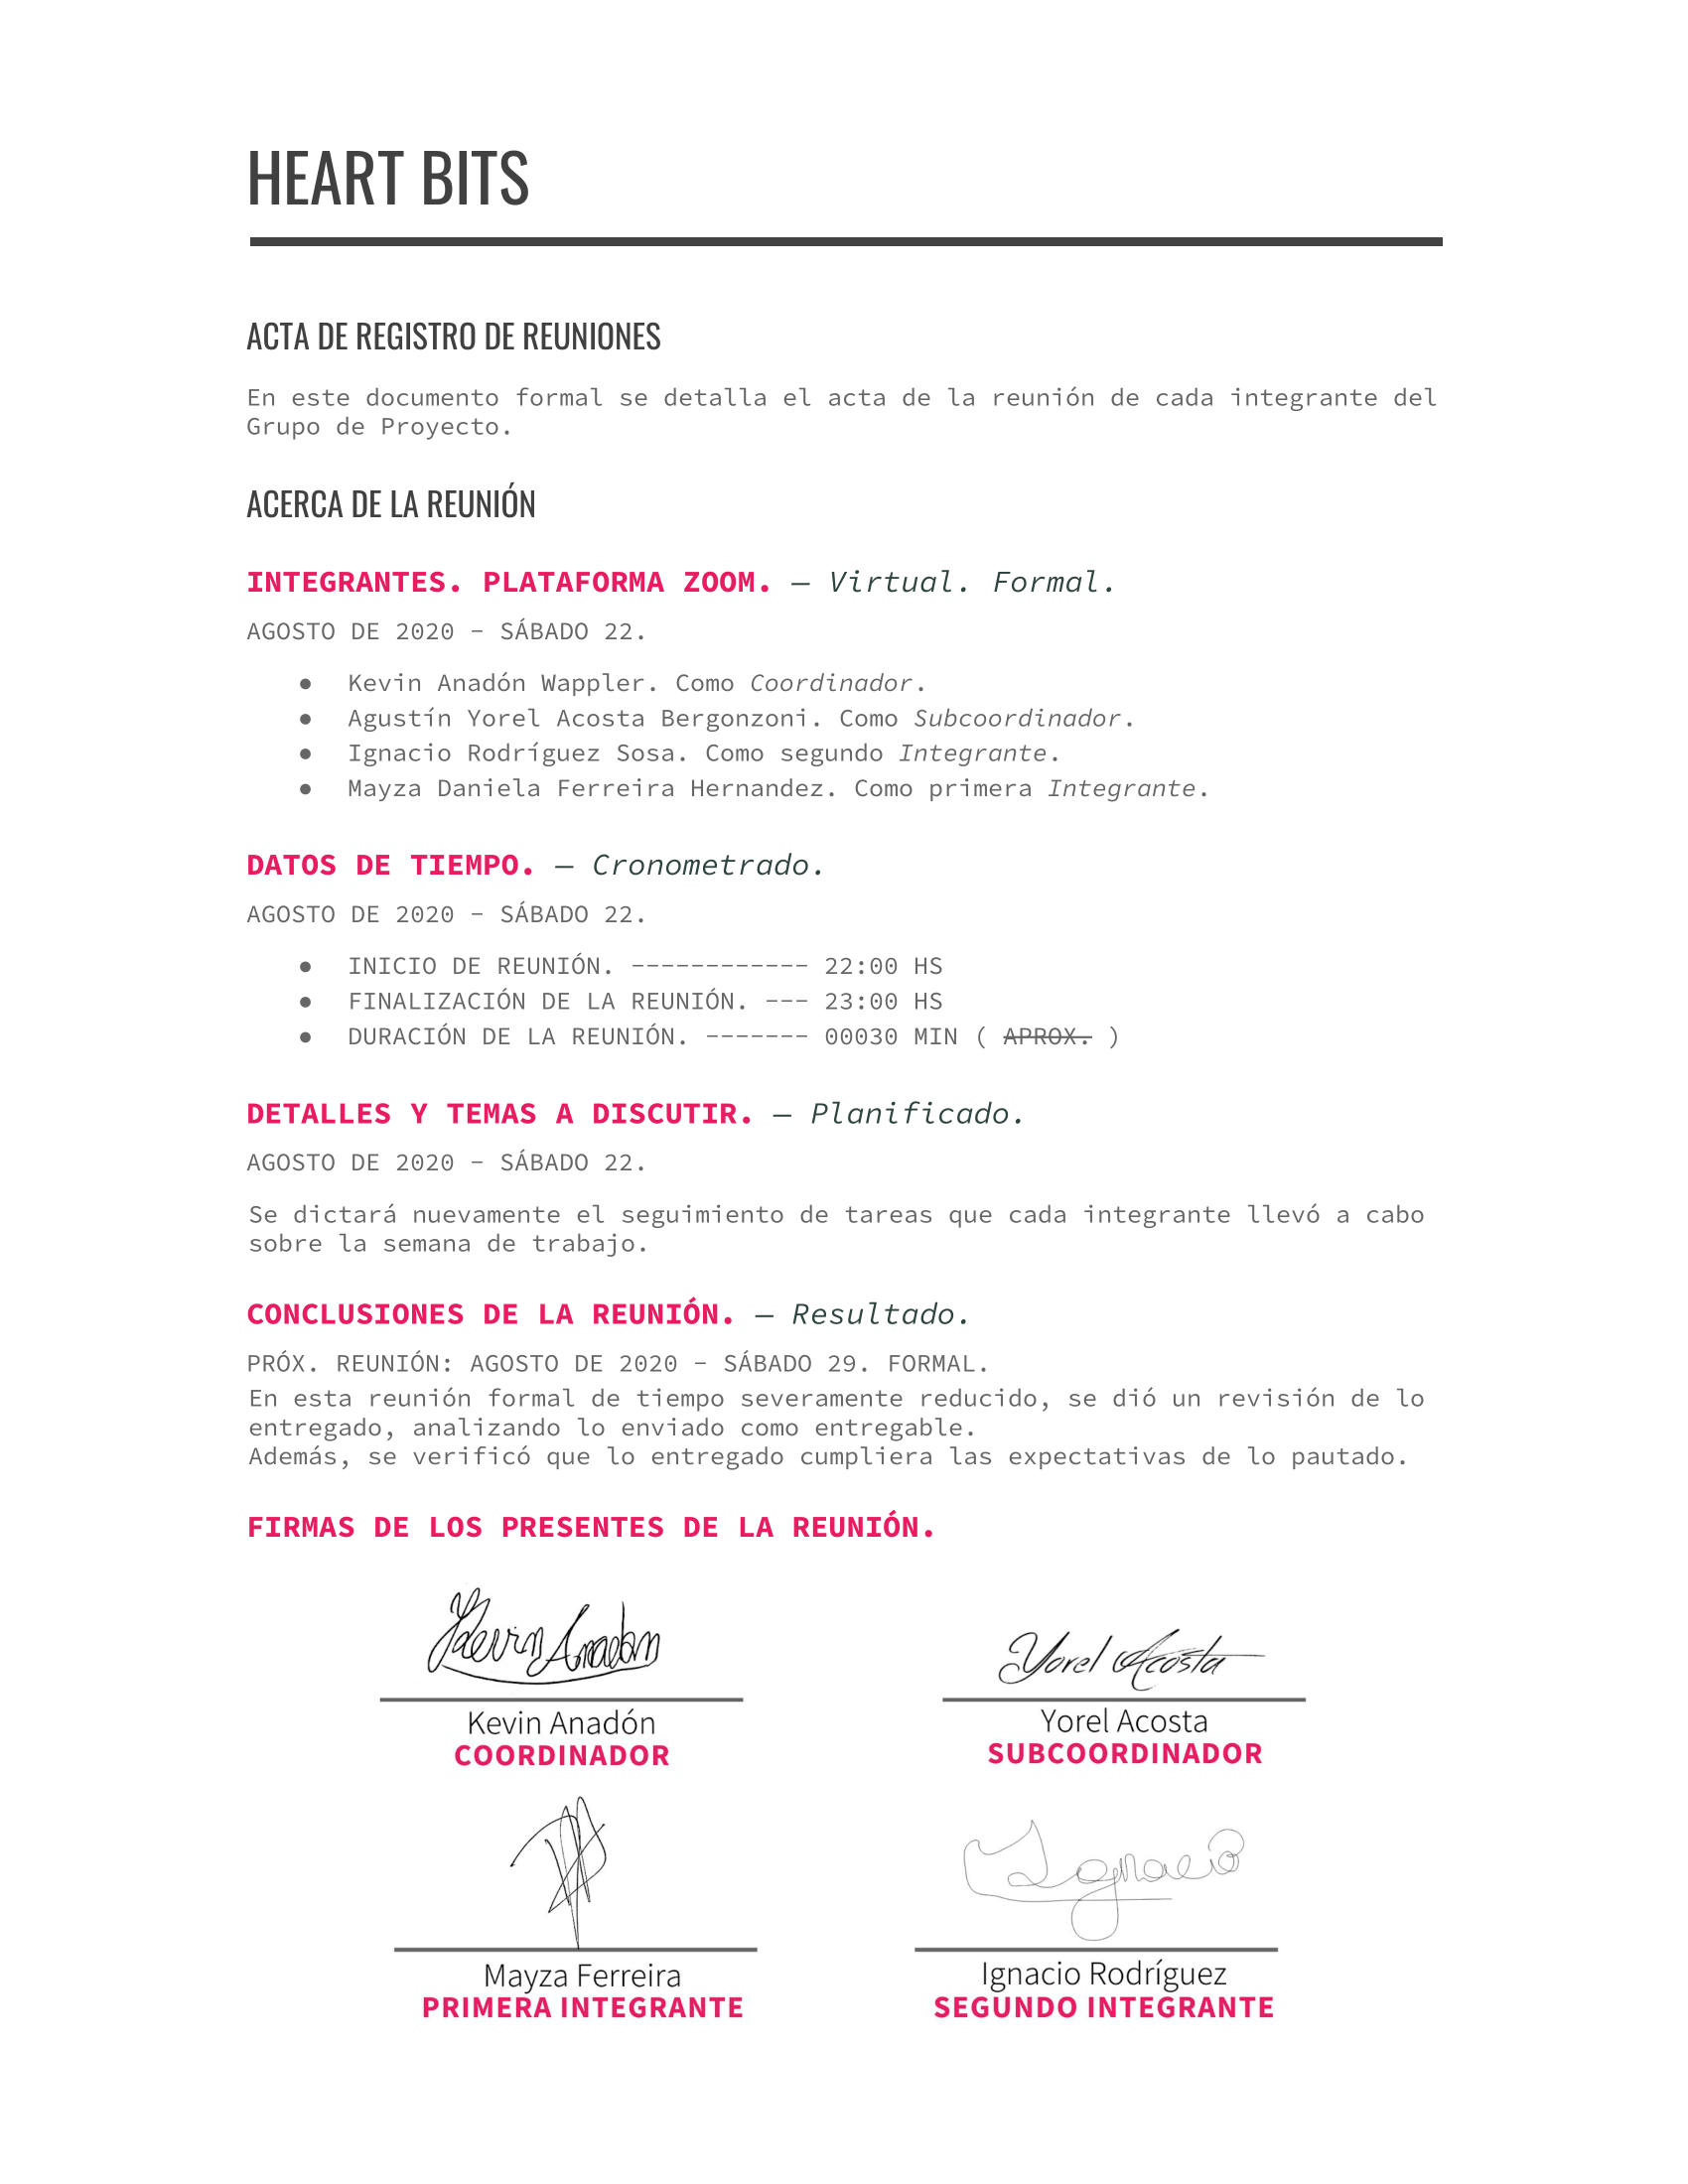 HEART BITS
ACTA DE REGISTRO DE REUNIONES
En este documento formal se detalla el acta de la reunión de cada integrante del
Grupo de Proyecto.
ACERCA DE LA REUNIÓN
INTEGRANTES. PLATAFORMA ZOOM. — Virtual. Formal.
AGOSTO DE 2020 - SÁBADO 22.
● Kevin Anadón Wappler. Como Coordinador.
● Agustín Yorel Acosta Bergonzoni. Como Subcoordinador.
● Ignacio Rodríguez Sosa. Como segundo Integrante.
● Mayza Daniela Ferreira Hernandez. Como primera Integrante.
DATOS DE TIEMPO. — Cronometrado.
AGOSTO DE 2020 - SÁBADO 22.
● INICIO DE REUNIÓN. ------------ 22:00 HS
● FINALIZACIÓN DE LA REUNIÓN. --- 23:00 HS
● DURACIÓN DE LA REUNIÓN. ------- 00030 MIN ( APROX. )
DETALLES Y TEMAS A DISCUTIR. — Planificado.
AGOSTO DE 2020 - SÁBADO 22.
Se dictará nuevamente el seguimiento de tareas que cada integrante llevó a cabo
sobre la semana de trabajo.
CONCLUSIONES DE LA REUNIÓN. — Resultado.
PRÓX. REUNIÓN: AGOSTO DE 2020 - SÁBADO 29. FORMAL.
En esta reunión formal de tiempo severamente reducido, se dió un revisión de lo
entregado, analizando lo enviado como entregable.
Además, se verificó que lo entregado cumpliera las expectativas de lo pautado.
FIRMAS DE LOS PRESENTES DE LA REUNIÓN.
Kevin Anadón
Yorel Acosta
Kevin Anadón
COORDINADOR
Yorel Acosta
SUBCOORDINADOR
Ignacio
Mayza Ferreira
PRIMERA INTEGRANTE
Ignacio Rodríguez
SEGUNDO INTEGRANTE